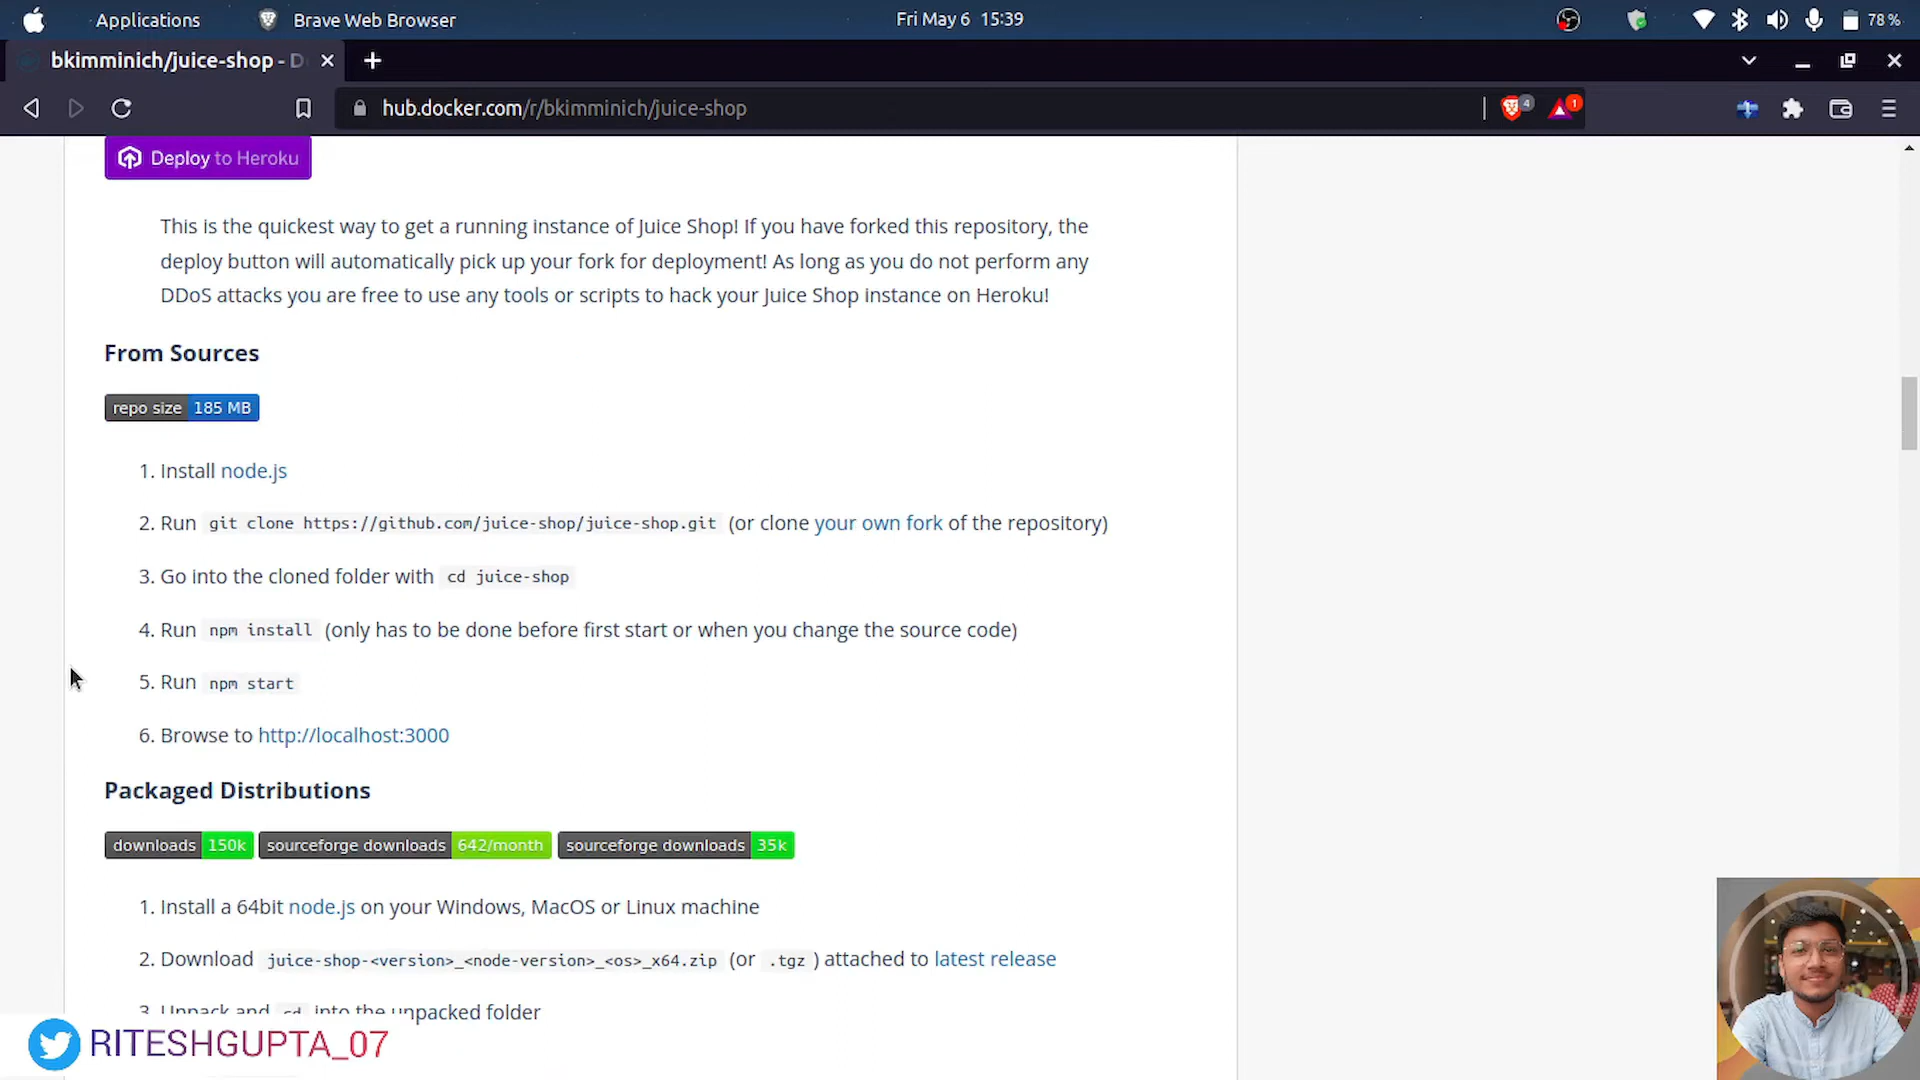 Applications
Brave Web Browser
Fri May 6 15:39
78 %
bkimminich/juice-shop - D
hub.docker.com/r/bkimminich/juice-shop
4
1
Deploy to Heroku
This is the quickest way to get a running instance of Juice Shop! If you have forked this repository, the
deploy button will automatically pick up your fork for deployment! As long as you do not perform any
DDoS attacks you are free to use any tools or scripts to hack your Juice Shop instance on Heroku!
From Sources
repo size 185 MB
1. Install node.js
2. Run git clone https://github.com/juice-shop/juice-shop.git (or clone your own fork of the repository)
3. Go into the cloned folder with cd juice-shop
4. Run npm install (only has to be done before first start or when you change the source code)
5. Run npm start
6. Browse to http://localhost:3000
Packaged Distributions
downloads 150k sourceforge downloads 642/month sourceforge downloads 35k
1. Install a 64bit node.js on your Windows, MacOS or Linux machine
2. Download juice-shop-<version>_<node-version>_<os>_x64.zip (or .tgz ) attached to latest release
3. Unpack and cd into the unpacked folder
RITESHGUPTA_07